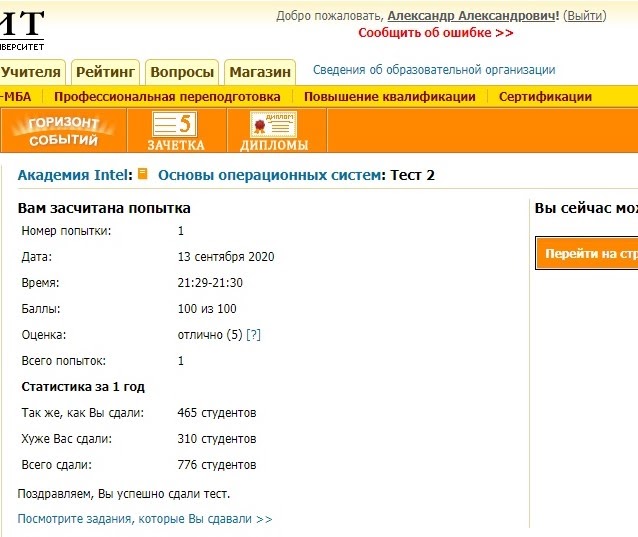 ИТ
ИВЕРСИТЕТ
Добро пожаловать, Александр Александрович! (Выйти)
Сообщить об ошибке >>
Учителя Рейтинг Вопросы Магазин Сведения об образовательной организации
-МБА Профессиональная переподготовка Повышение квалификации Сертификации
ГОРИЗОНТ СОБЫТИЙ
5 ЗАЧЕТКА
ДИПЛОМ ДИПЛОМЫ
Академия Intel: Основы операционных систем: Тест 2
Вам засчитана попытка
Номер попытки: 1
Дата: 13 сентября 2020
Время: 21:29-21:30
Баллы: 100 из 100
Оценка: отлично (5) [?]
Всего попыток: 1
Статистика за 1 год
Так же, как Вы сдали: 465 студентов
Хуже Вас сдали: 310 студентов
Всего сдали: 776 студентов
Поздравляем, Вы успешно сдали тест.
Посмотрите задания, которые Вы сдавали >>
Вы сейчас мож
Перейти на стр